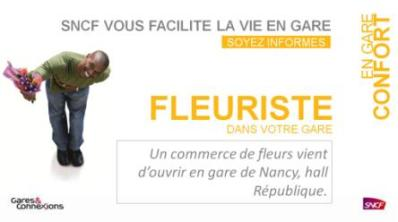 SNCF VOUS FACILITE LA VIE EN GARE
SOYEZ INFORMES
EN GARE
CONFORT
FLEURISTE
DANS VOTRE GARE
Un commerce de fleurs vient
d'ouvrir en gare de Nancy, hall
République.
Gares &
Connexions
SNCF